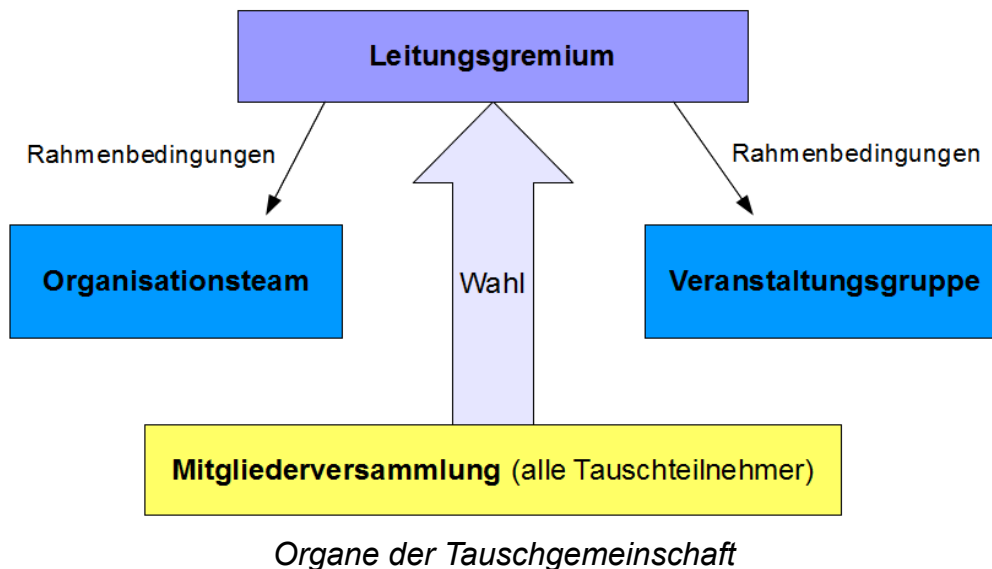 Leitungsgremium
Rahmenbedingungen
Rahmenbedingungen
Organisationsteam
Wahl
Veranstaltungsgruppe
Mitgliederversammlung (alle Tauschteilnehmer)
Organe der Tauschgemeinschaft